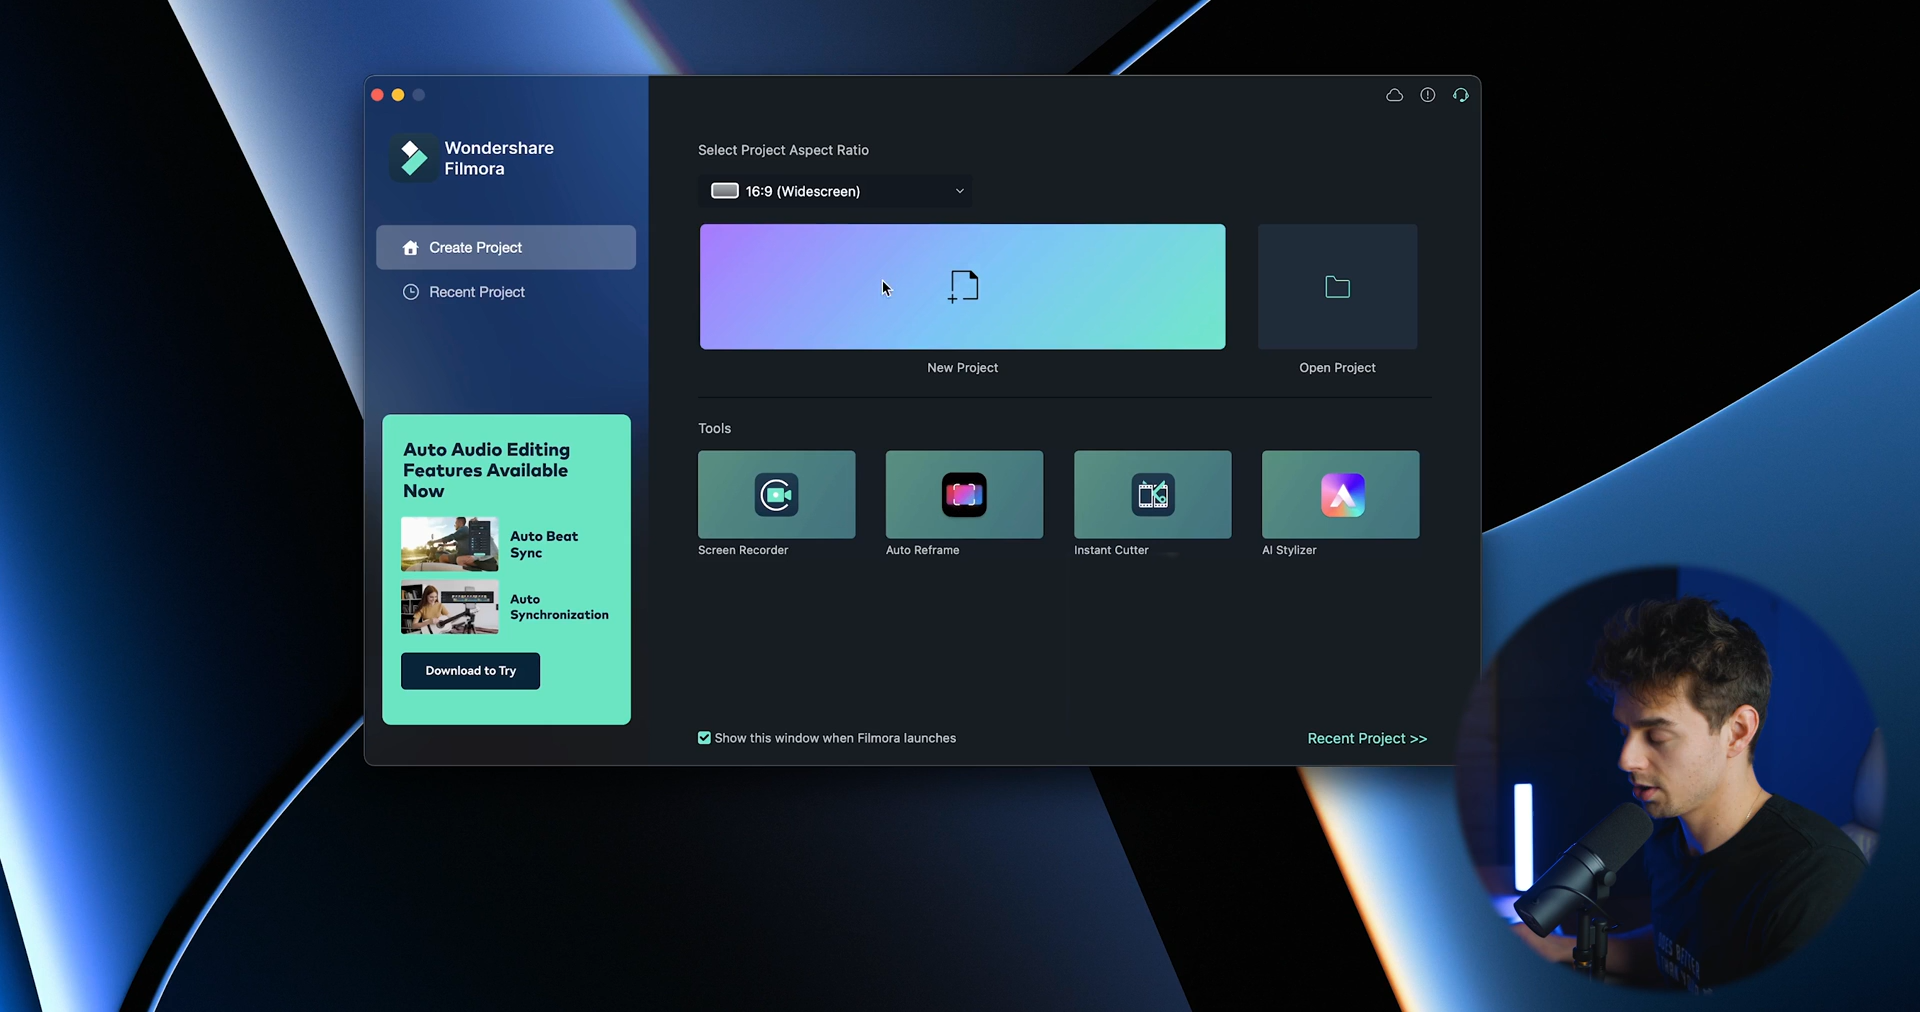 Wondershare
Filmora
Create Project
Recent Project
Auto Audio Editing
Features Available
Now
Auto Beat
Sync
Auto
Synchronization
Download to Try
Select Project Aspect Ratio
16:9 (Widescreen)
New Project
Open Project
Tools
Screen Recorder
Auto Reframe
Instant Cutter
AI Stylizer
Show this window when Filmora launches
Recent Project >>